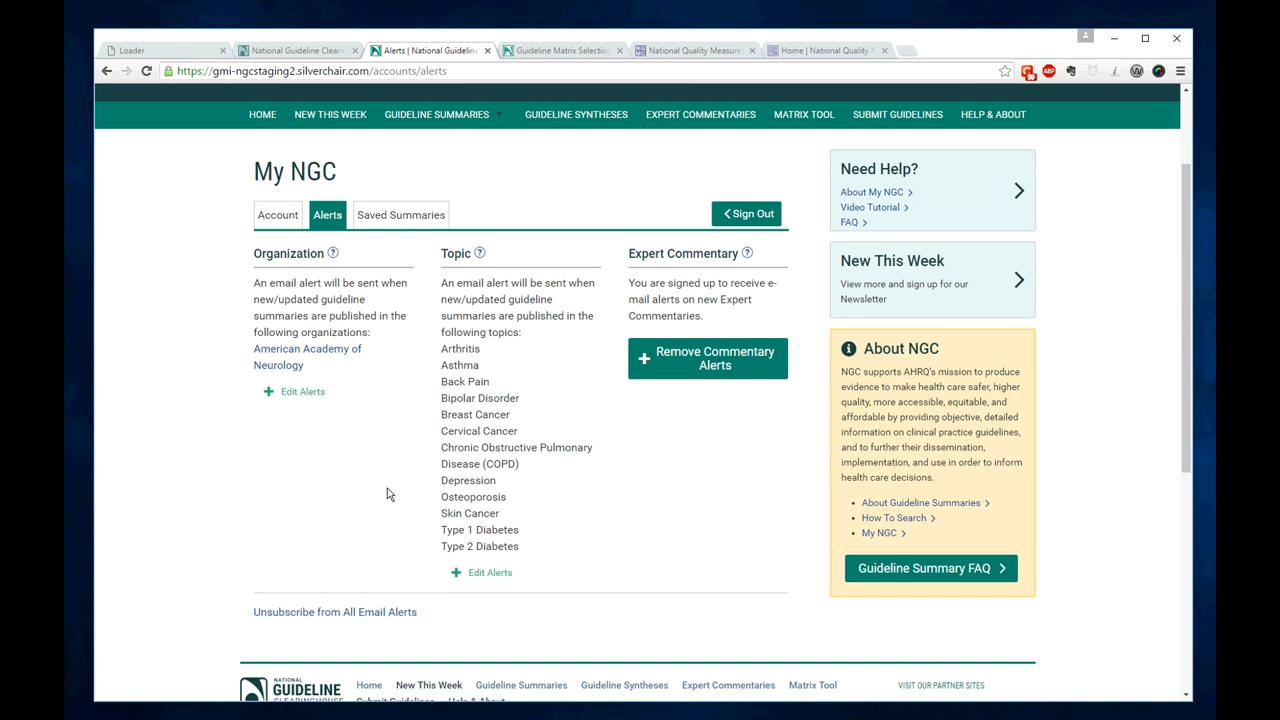 Loader
National Guideline Clearin
Alerts | National Guideline
Guideline Matrix Selection
National Quality Measures
Home | National Quality M
https://gmi-ngcstaging2.silverchair.com/accounts/alerts
HOME
NEW THIS WEEK
GUIDELINE SUMMARIES
GUIDELINE SYNTHESES
EXPERT COMMENTARIES
MATRIX TOOL
SUBMIT GUIDELINES
HELP & ABOUT
My NGC
Account
Alerts
Saved Summaries
Sign Out
Organization ?
An email alert will be sent when
new/updated guideline
summaries are published in the
following organizations:
American Academy of
Neurology
+ Edit Alerts
Topic ?
An email alert will be sent when
new/updated guideline
summaries are published in the
following topics:
Arthritis
Asthma
Back Pain
Bipolar Disorder
Breast Cancer
Cervical Cancer
Chronic Obstructive Pulmonary
Disease (COPD)
Depression
Osteoporosis
Skin Cancer
Type 1 Diabetes
Type 2 Diabetes
+ Edit Alerts
Expert Commentary ?
You are signed up to receive e-
mail alerts on new Expert
Commentaries.
+ Remove Commentary
Alerts
Unsubscribe from All Email Alerts
Need Help?
About My NGC
Video Tutorial
FAQ
New This Week
View more and sign up for our
Newsletter
About NGC
NGC supports AHRQ's mission to produce
evidence to make health care safer, higher
quality, more accessible, equitable, and
affordable by providing objective, detailed
information on clinical practice guidelines,
and to further their dissemination,
implementation, and use in order to inform
health care decisions.
• About Guideline Summaries
• How To Search
• My NGC
Guideline Summary FAQ
NATIONAL
GUIDELINE
CLEARINGHOUSE
Home
New This Week
Guideline Summaries
Guideline Syntheses
Expert Commentaries
Matrix Tool
Submit Guidelines
Help & About
VISIT OUR PARTNER SITES